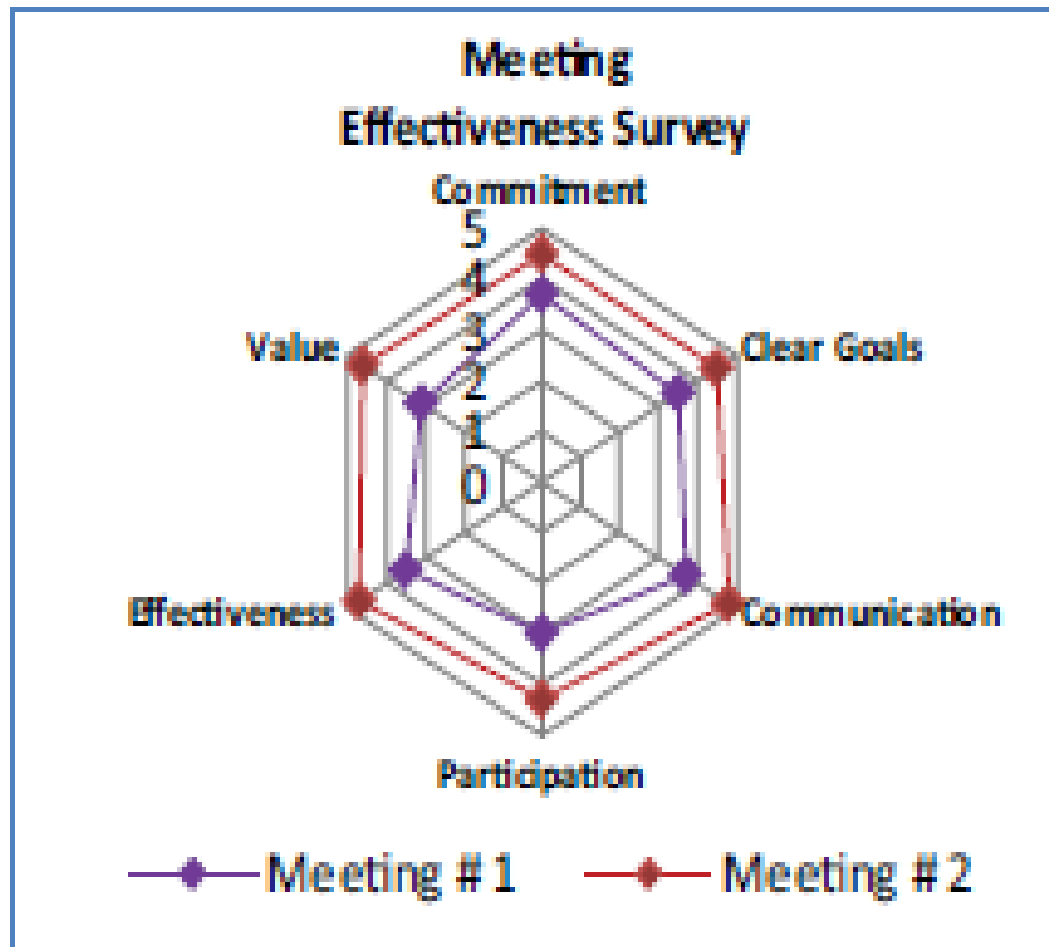 Meeting
Effectiveness Survey
Commitment
5
4
3
2
1
0
Value
Clear Goals
Effectiveness
Communication
Participation
Meeting #1
Meeting #2